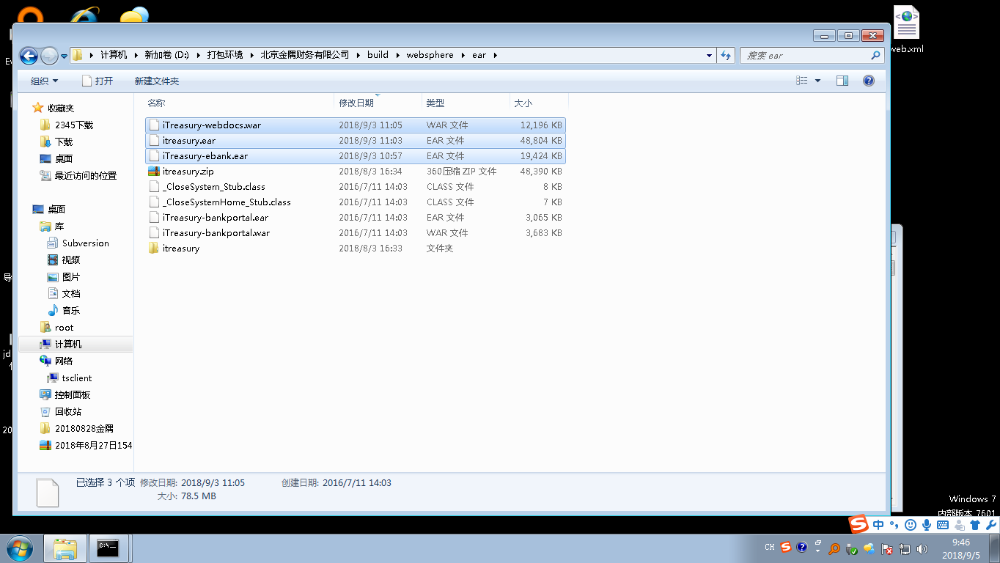 web.xml
计算机 新加卷 (D:) 打包环境 北京金隅财务有限公司 build websphere ear
搜索 ear
组织 打开 新建文件夹
名称 修改日期 类型 大小
iTreasury-webdocs.war 2018/9/3 11:05 WAR 文件 12,196 KB
itreasury.ear 2018/9/3 11:03 EAR 文件 48,804 KB
iTreasury-ebank.ear 2018/9/3 10:57 EAR 文件 19,424 KB
itreasury.zip 2018/8/3 16:34 360压缩 ZIP 文件 48,390 KB
_CloseSystem_Stub.class 2016/7/11 14:03 CLASS 文件 8 KB
_CloseSystemHome_Stub.class 2016/7/11 14:03 CLASS 文件 7 KB
iTreasury-bankportal.ear 2016/7/11 14:03 EAR 文件 3,065 KB
iTreasury-bankportal.war 2016/7/11 14:03 WAR 文件 3,683 KB
itreasury 2018/8/3 16:33 文件夹
收藏夹
2345下载
下载
桌面
最近访问的位置
桌面
库
Subversion
视频
图片
文档
音乐
root
计算机
网络
tsclient
控制面板
回收站
20180828金隅
2018年8月27日154
导
jd
20
已选择 3 个项 修改日期: 2018/9/3 11:05 创建日期: 2016/7/11 14:03
大小: 78.5 MB
Windows 7
内部版本 7601
中
CH
9:46
2018/9/5